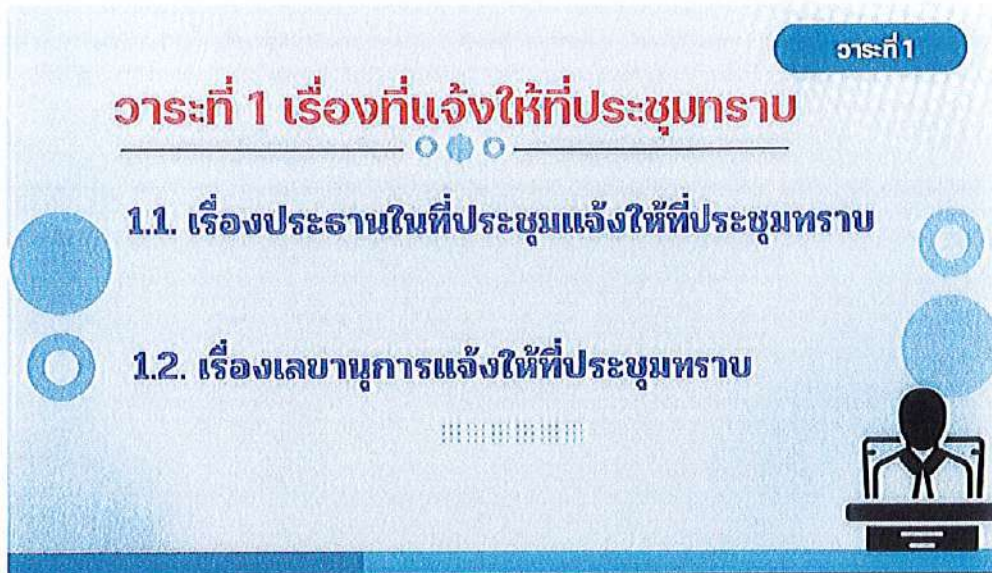 วาระที่ 1
วาระที่ 1 เรื่องที่แจ้งให้ที่ประชุมทราบ
1.1. เรื่องประธานในที่ประชุมแจ้งให้ที่ประชุมทราบ
1.2. เรื่องเลขานุการแจ้งให้ที่ประชุมทราบ